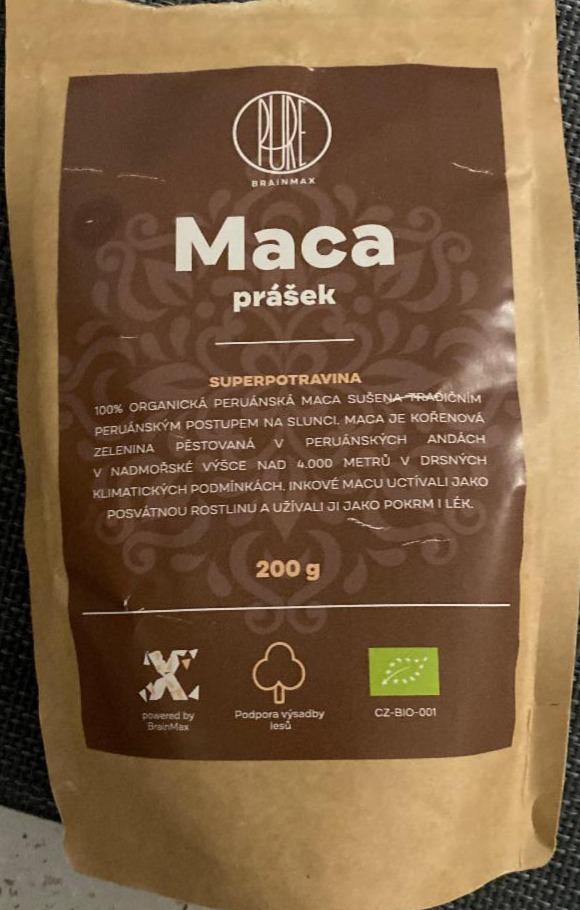 PURE
BRAINMAX
Maca
prášek
SUPERPOTRAVINA
100% ORGANICKÁ PERUÁNSKÁ MACA SUŠENA TRADIČNÍM
PERUÁNSKÝM POSTUPEM NA SLUNCI. MACA JE KOŘENOVÁ
ZELENINA PĚSTOVANÁ V PERUÁNSKÝCH ANDÁCH
V NADMOŘSKÉ VÝŠCE NAD 4.000 METRŮ V DRSNÝCH
KLIMATICKÝCH PODMÍNKÁCH. INKOVÉ MACU UCTÍVALI JAKO
POSVÁTNOU ROSTLINU A UŽÍVALI JI JAKO POKRM I LÉK.
200 g
powered by
BrainMax
Podpora výsadby
lesů
CZ-BIO-001